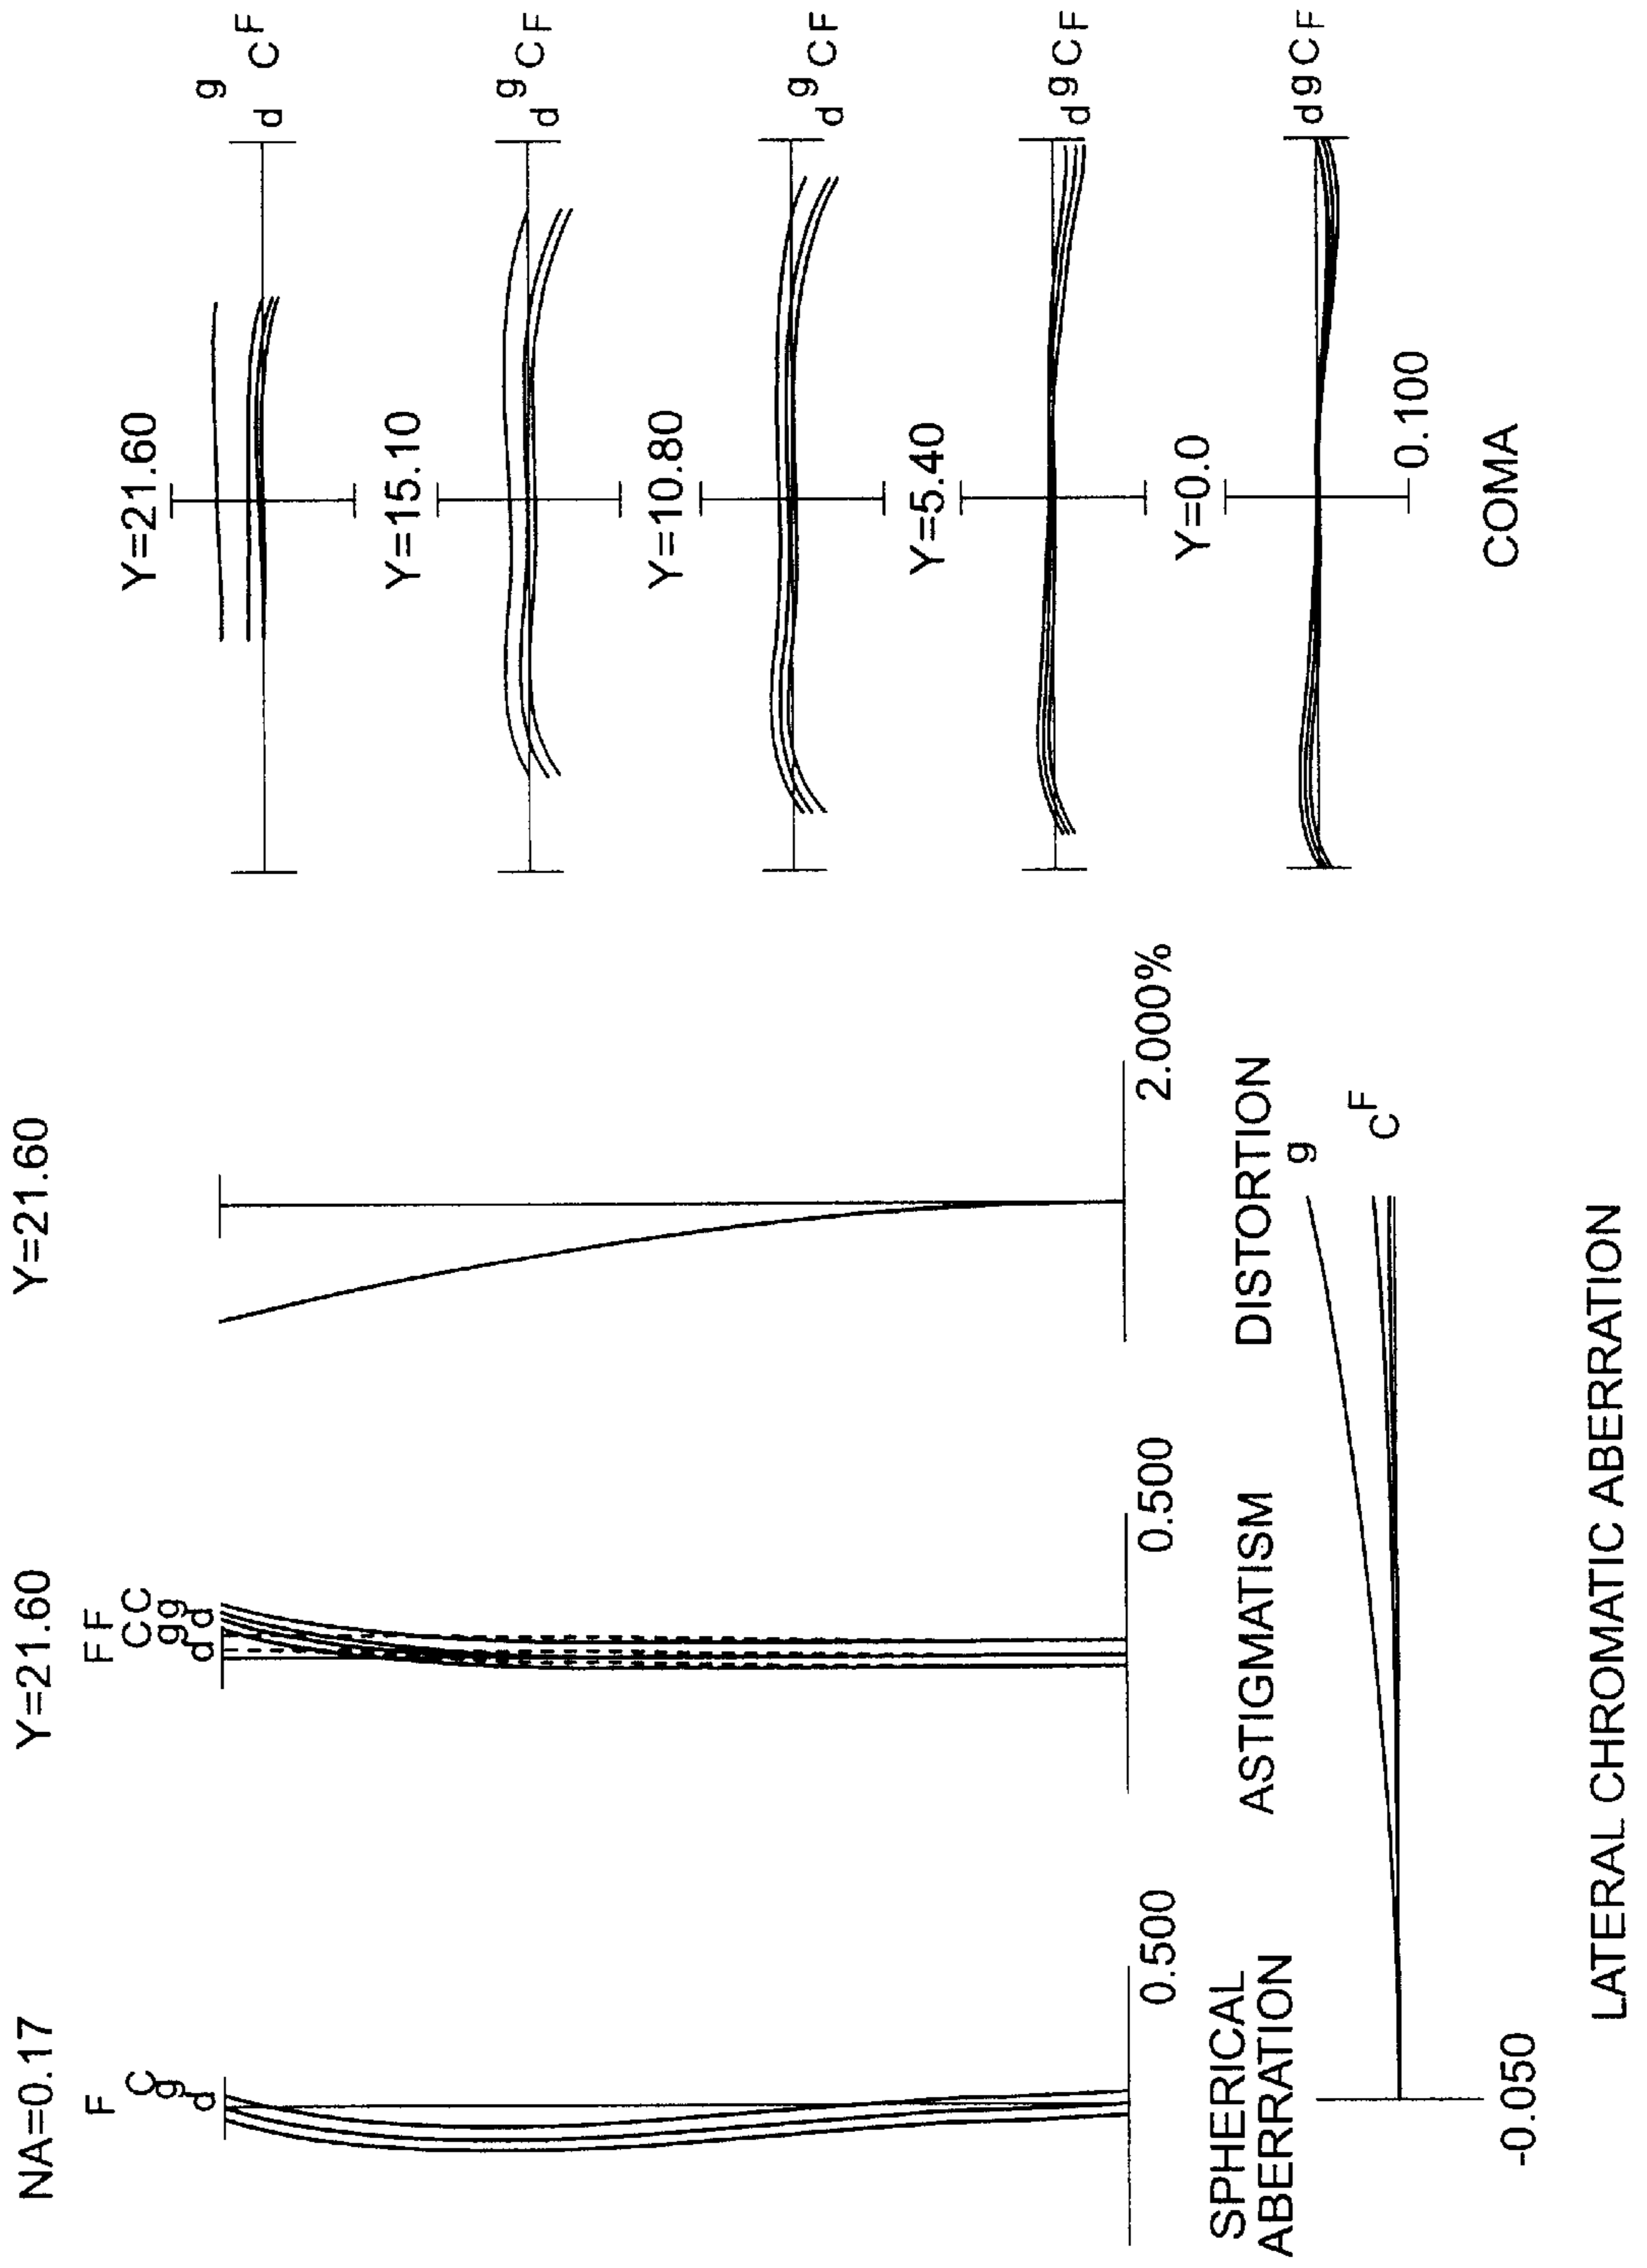 NA=0.17
F
C
g
d
0.500
SPHERICAL
ABERRATION
Y=21.60
F F
C C
g g
d d
0.500
ASTIGMATISM
Y=21.60
2.000%
DISTORTION
Y=21.60
g
d C F
Y=15.10
g
d C F
Y=10.80
g
d C F
Y=5.40
d g C F
Y=0.0
d g C F
0.100
COMA
g
C F
-0.050
LATERAL CHROMATIC ABERRATION